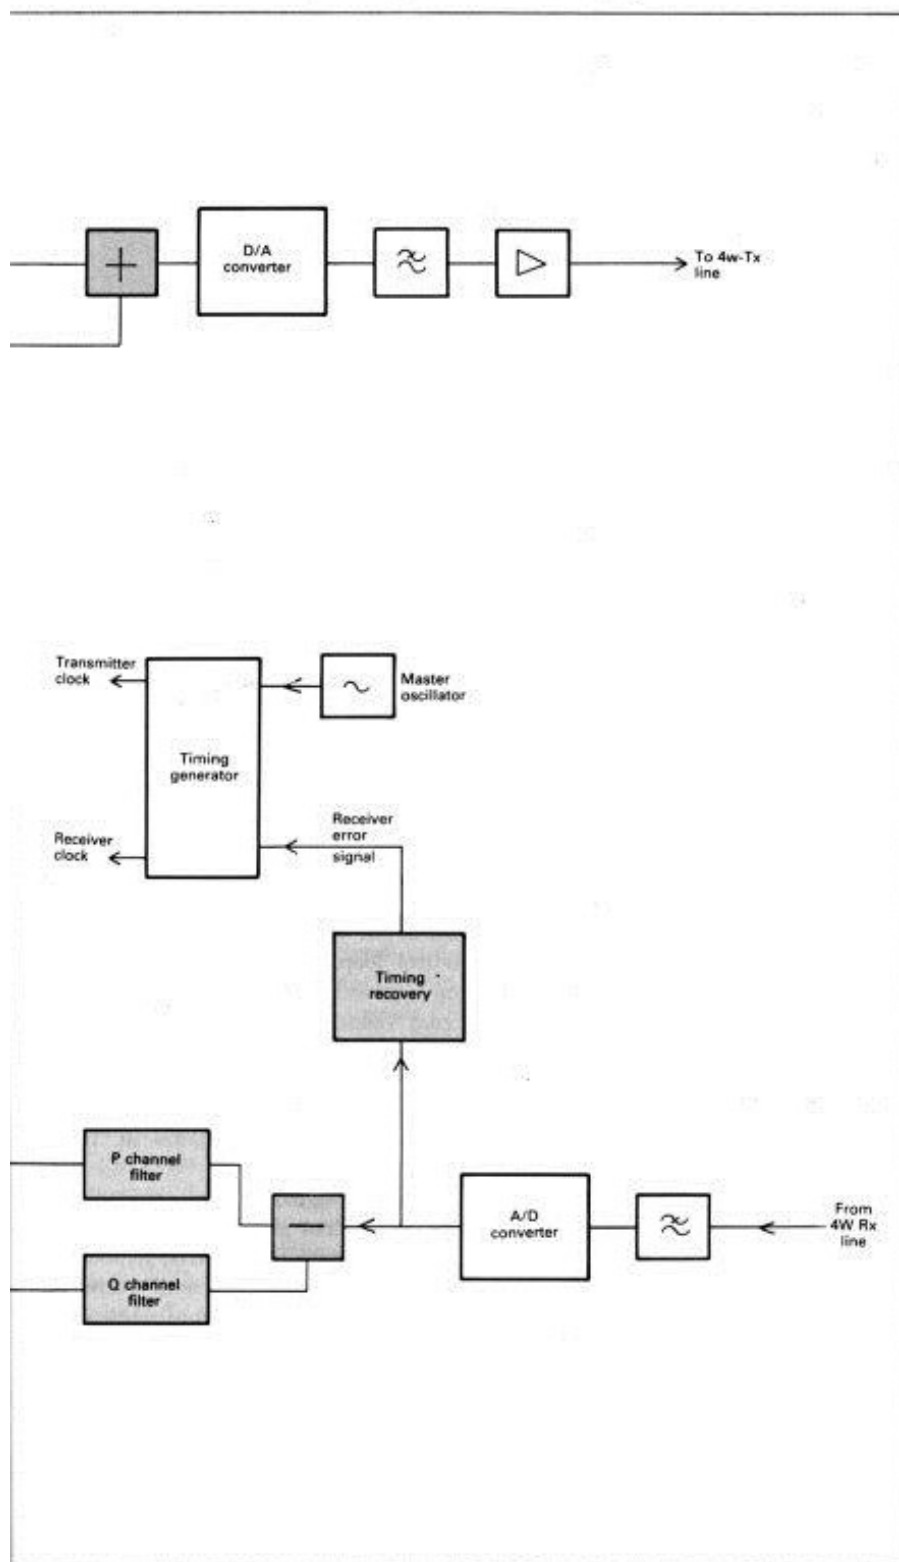 D/A
converter
To 4w-Tx
line
Transmitter
clock
Master
oscillator
Timing
generator
Receiver
error
signal
Receiver
clock
Timing
recovery
P channel
filter
A/D
converter
From
4W Rx
line
Q channel
filter